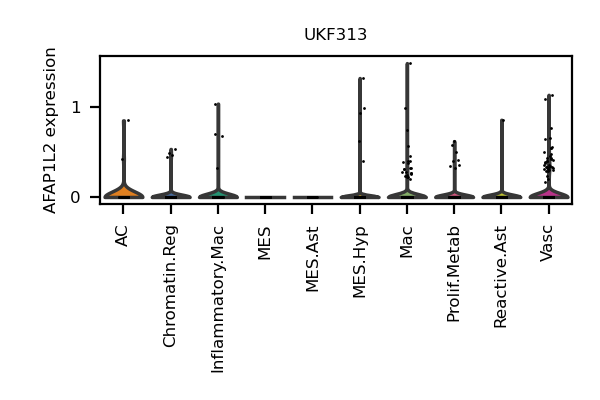 UKF313
AFAP1L2 expression
1
0
AC
Chromatin.Reg
Inflammatory.Mac
MES
MES.Ast
MES.Hyp
Mac
Prolif.Metab
Reactive.Ast
Vasc